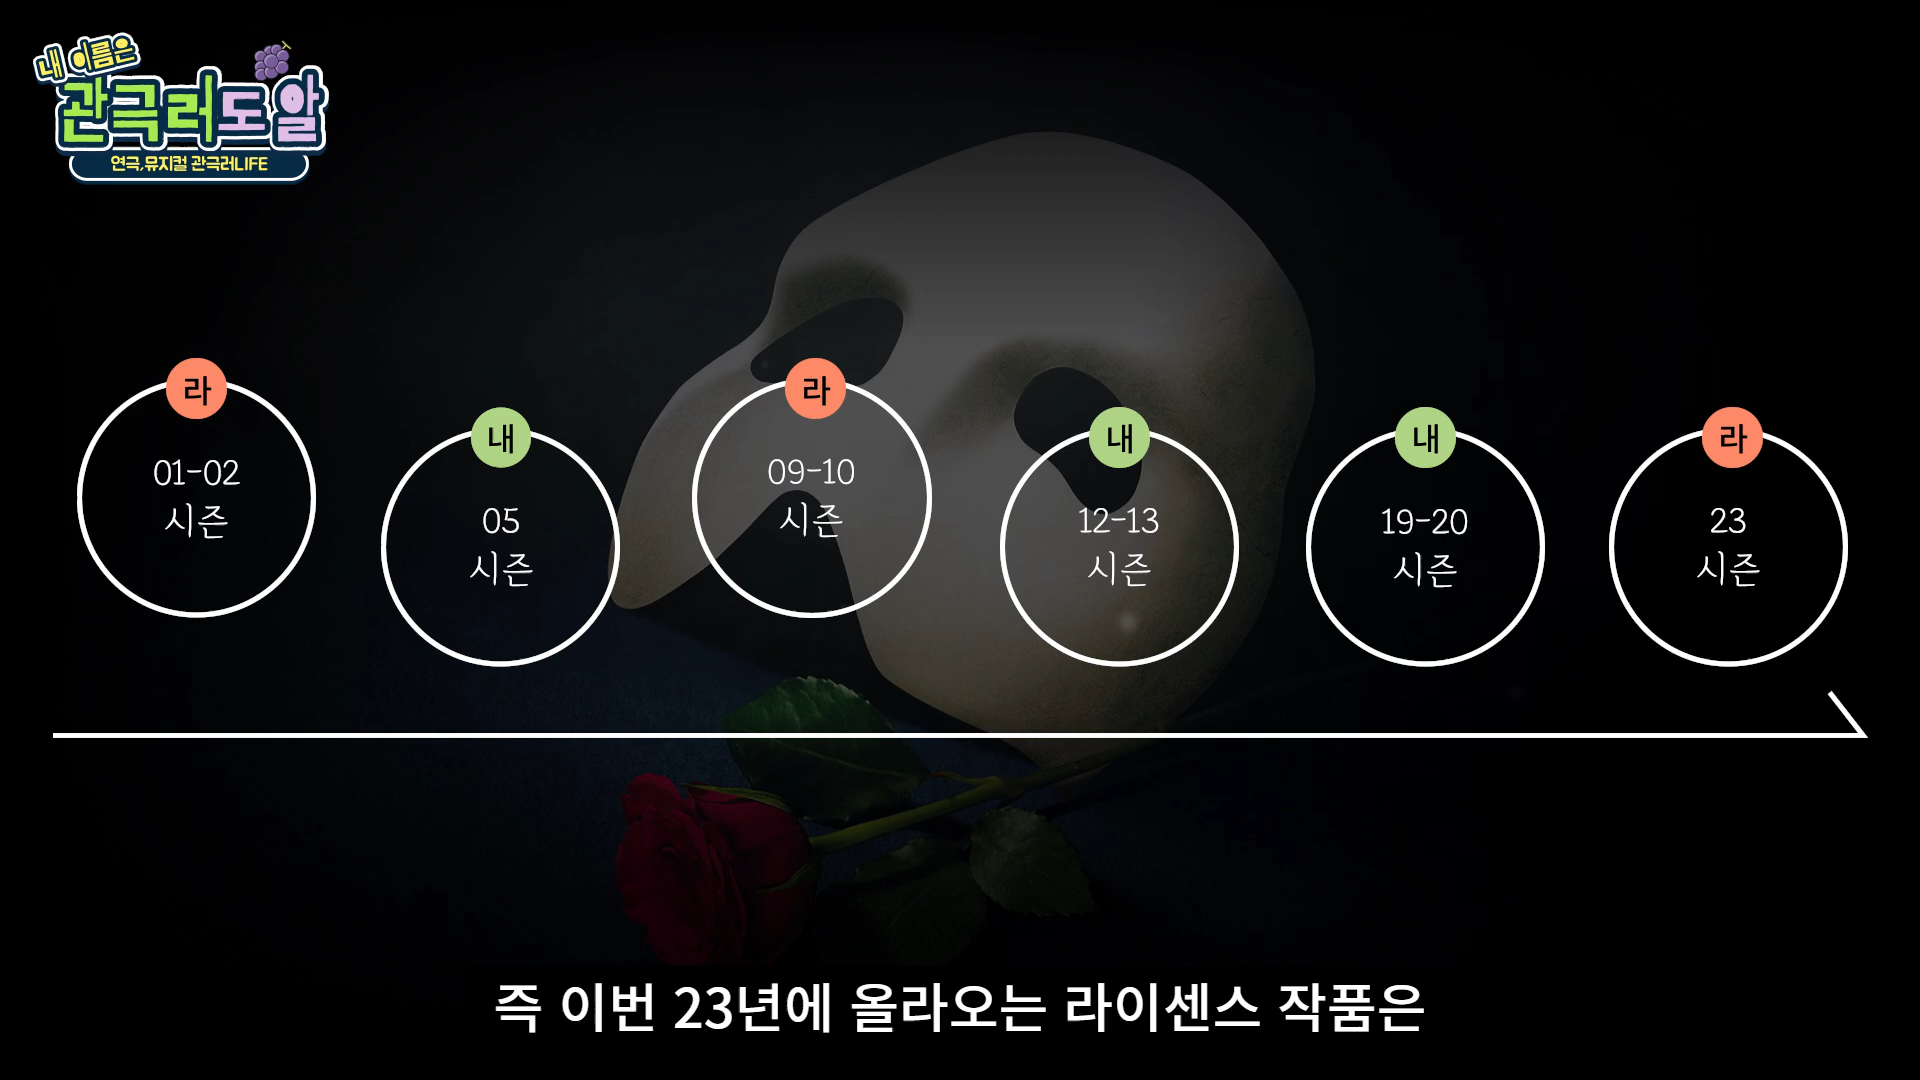 내 이름은
관극러도알
연극,뮤지컬 관극러LIFE
라
01-02
시즌
내
05
시즌
라
09-10
시즌
내
12-13
시즌
내
19-20
시즌
라
23
시즌
즉 이번 23년에 올라오는 라이센스 작품은